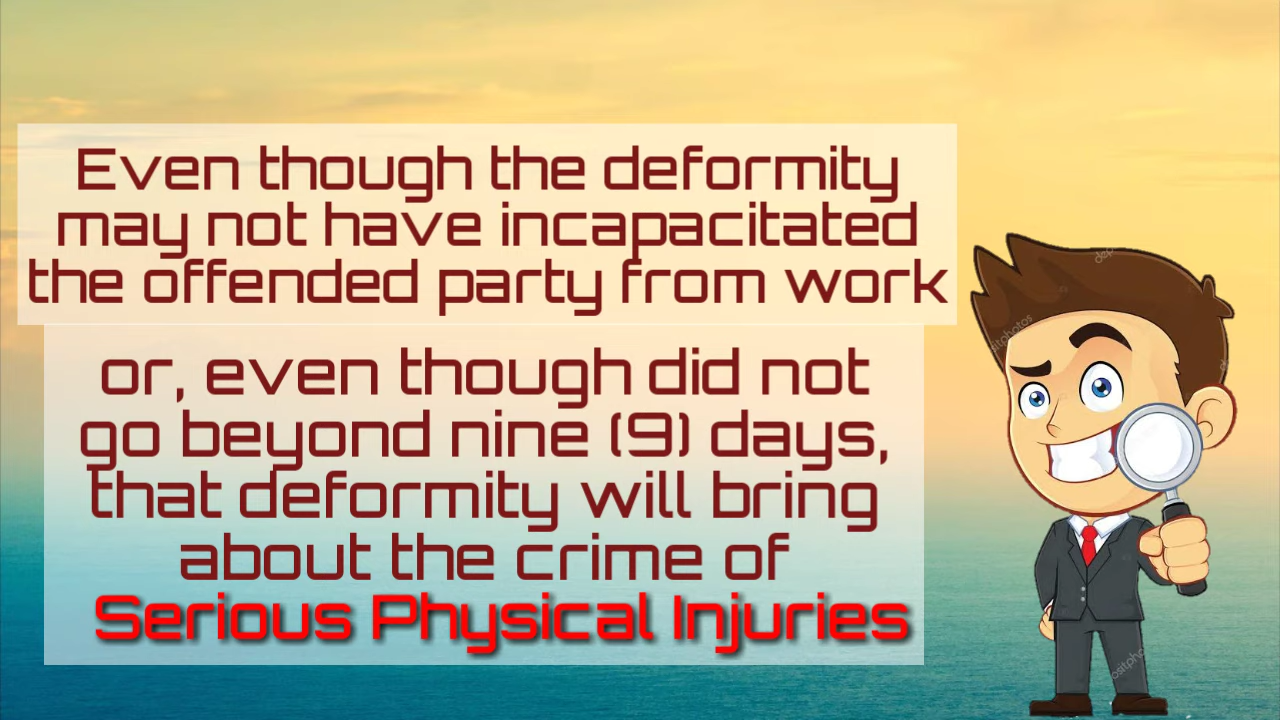 Even though the deformity
may not have incapacitated
the offended party from work
or, even though did not
go beyond nine (9) days,
that deformity will bring
about the crime of
Serious Physical Injuries